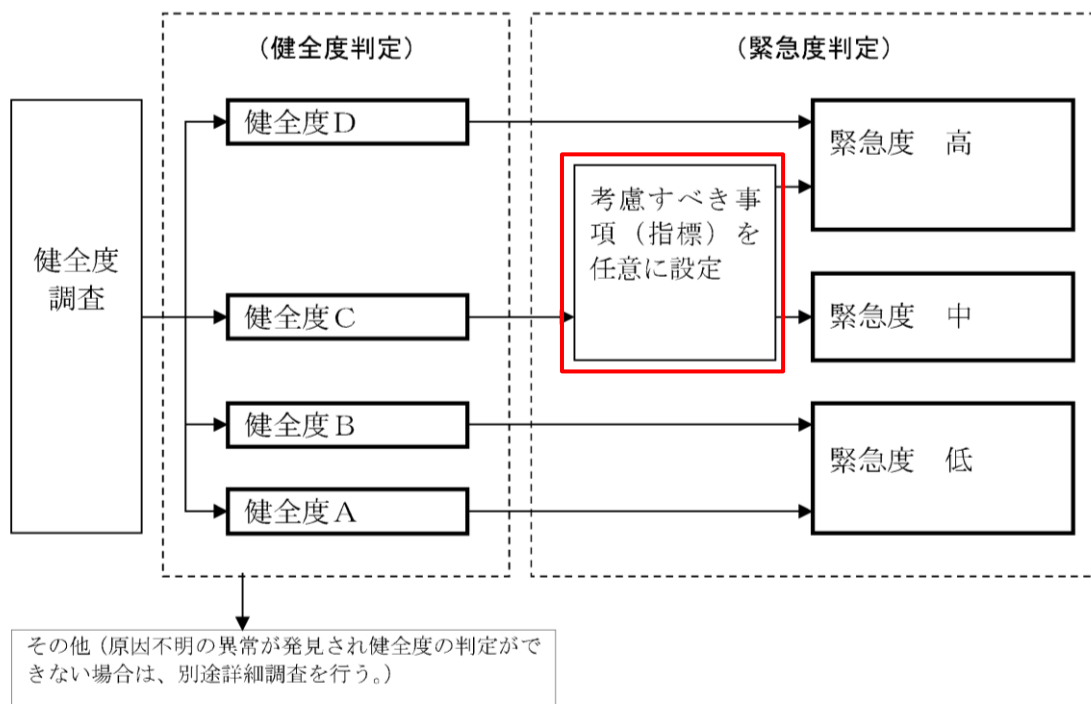 (健全度判定)
(緊急度判定)
健全度
調査
健全度D
健全度C
健全度B
健全度A
考慮すべき事
項(指標)を
任意に設定
緊急度 高
緊急度 中
緊急度 低
その他(原因不明の異常が発見され健全度の判定がで
きない場合は、別途詳細調査を行う。)